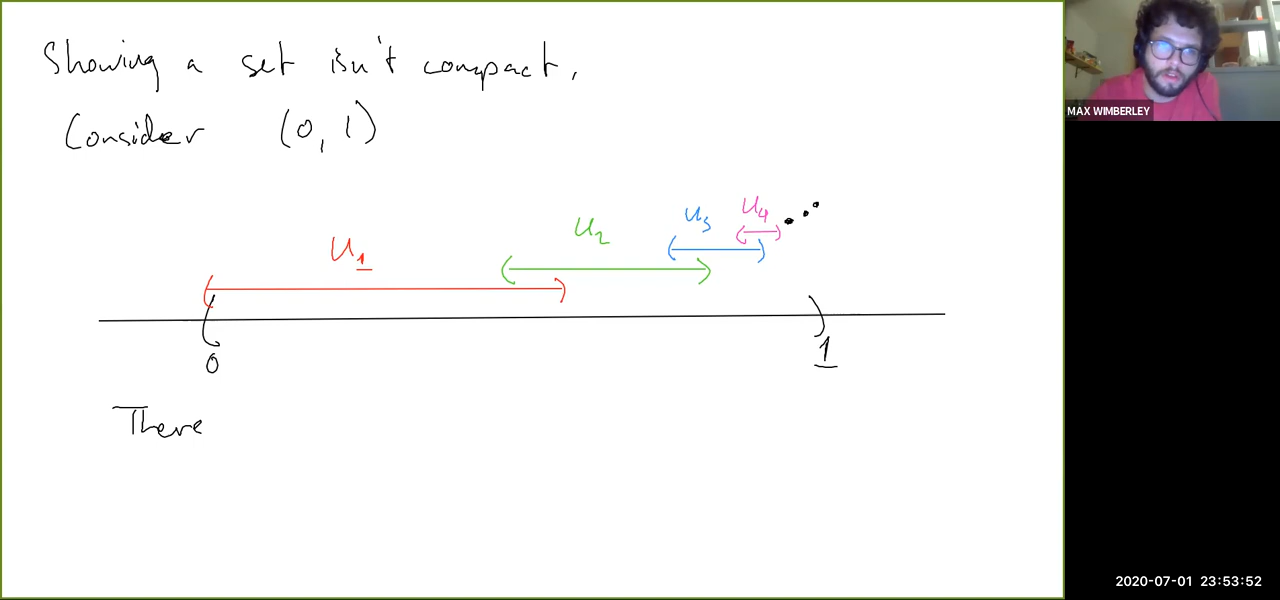 Showing a set isn't compact.
Consider (0, 1)
U1 U2 U3 U4 ...
0 1
There
MAX WIMBERLEY
2020-07-01 23:53:52